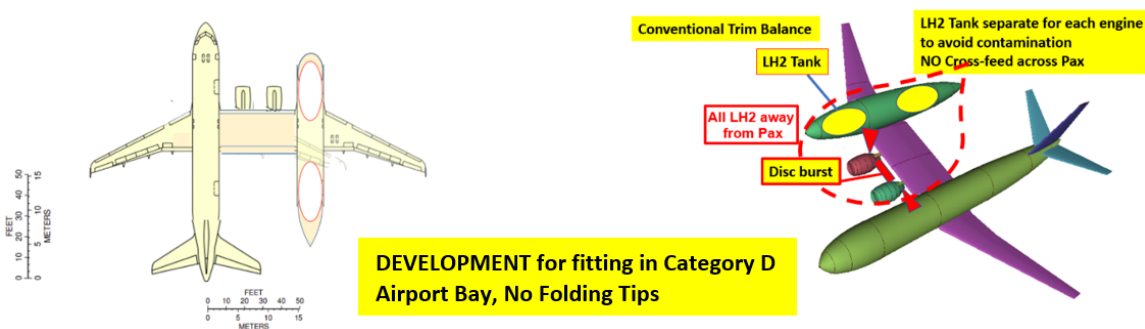 Conventional Trim Balance
LH2 Tank
LH2 Tank separate for each engine
to avoid contamination
NO Cross-feed across Pax
All LH2 away
from Pax
Disc burst
50 15
40
30 10
20
10 5
0 0
FEET
METERS
FEET
0 10 20 30 40 50
0 5 10 15
METERS
DEVELOPMENT for fitting in Category D
Airport Bay, No Folding Tips